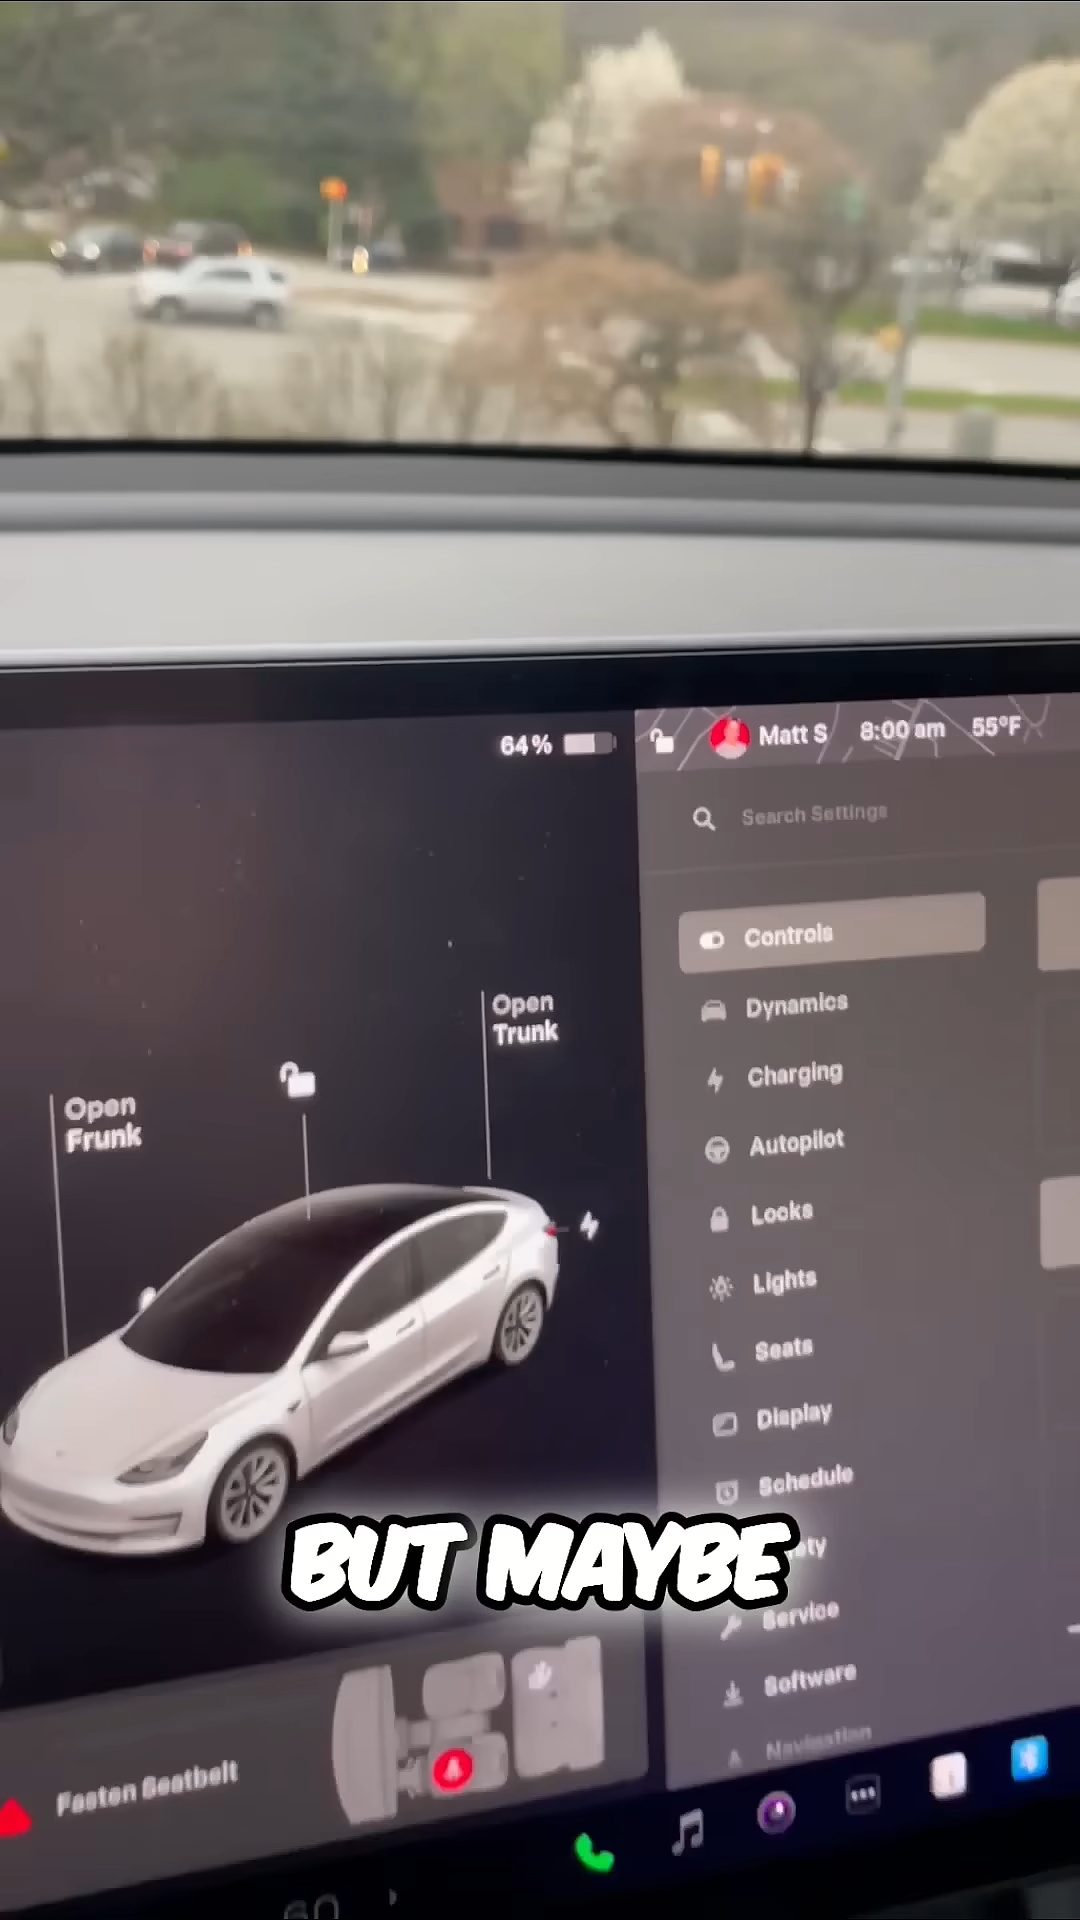 64%
Matt S 8:00 am 55°F
Search Settings
Controls
Dynamics
Charging
Autopilot
Locks
Lights
Seats
Display
Schedule
Service
Software
Navigation
Open
Trunk
Open
Frunk
BUT MAYBE
Fasten Seatbelt